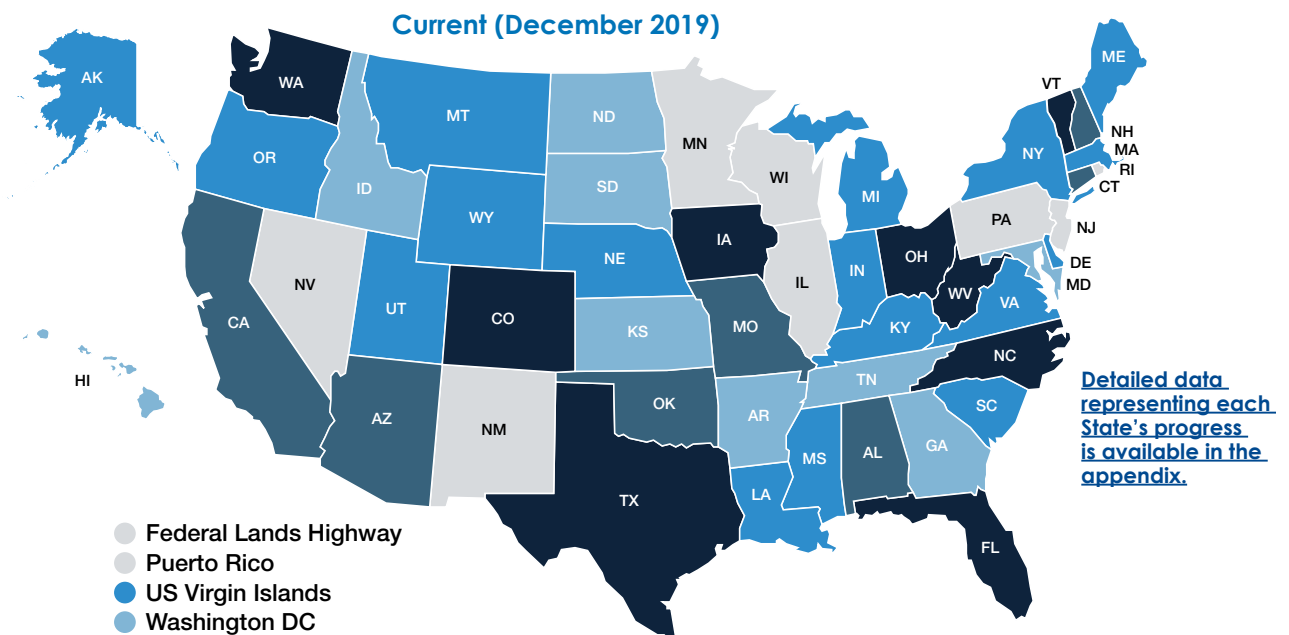 Current (December 2019)
AK
WA
MT
ND
MN
VT
ME
OR
ID
SD
WI
NY
NH
MA
RI
CT
WY
MI
PA
NJ
IA
NE
OH
DE
MD
NV
UT
CO
IL
IN
WV
VA
CA
KS
MO
KY
HI
NC
AZ
NM
OK
AR
TN
SC
MS
AL
GA
LA
TX
FL
Detailed data
representing each
State's progress
is available in the
appendix.
Federal Lands Highway
Puerto Rico
US Virgin Islands
Washington DC